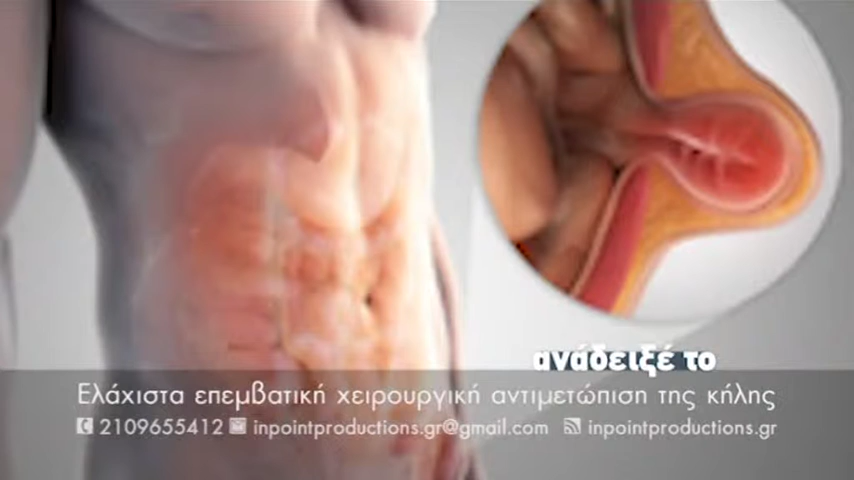 ανάδειξέ το
Ελάχιστα επεμβατική χειρουργική αντιμετώπιση της κήλης
2109655412 inpointproductions.gr@gmail.com inpointproductions.gr